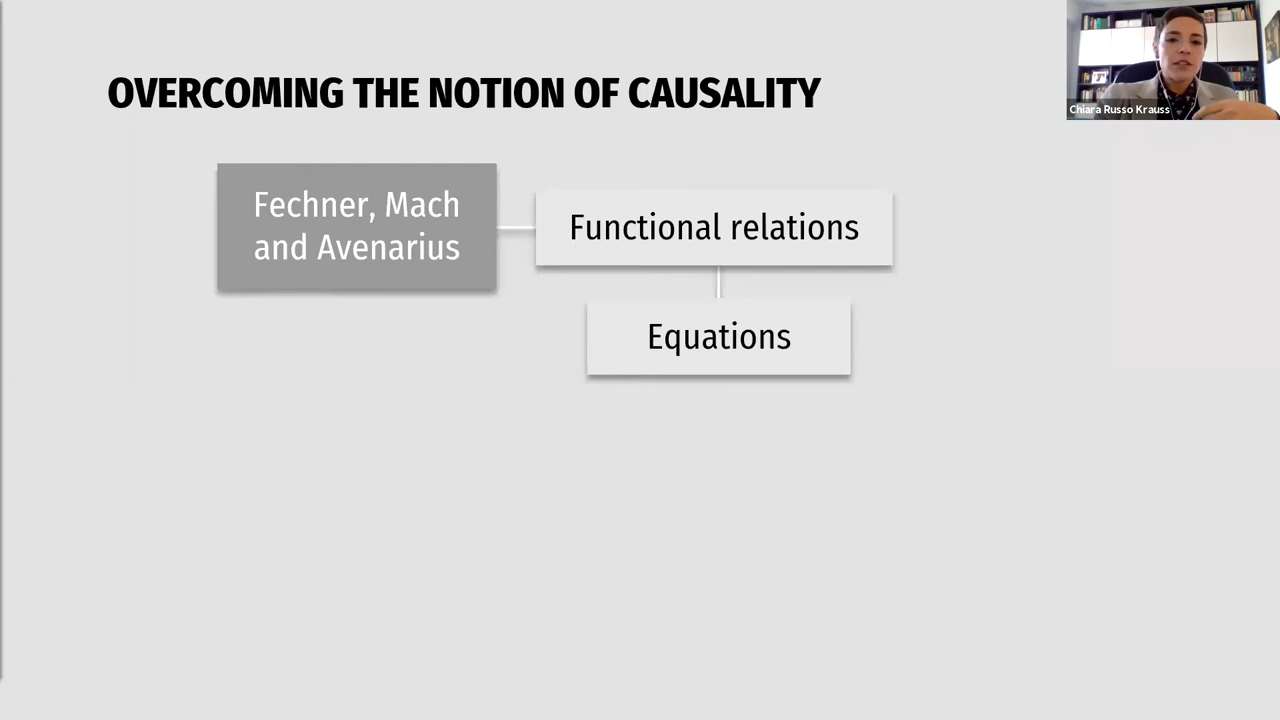 OVERCOMING THE NOTION OF CAUSALITY
Chiara Russo Krauss
Fechner, Mach
and Avenarius
Functional relations
Equations